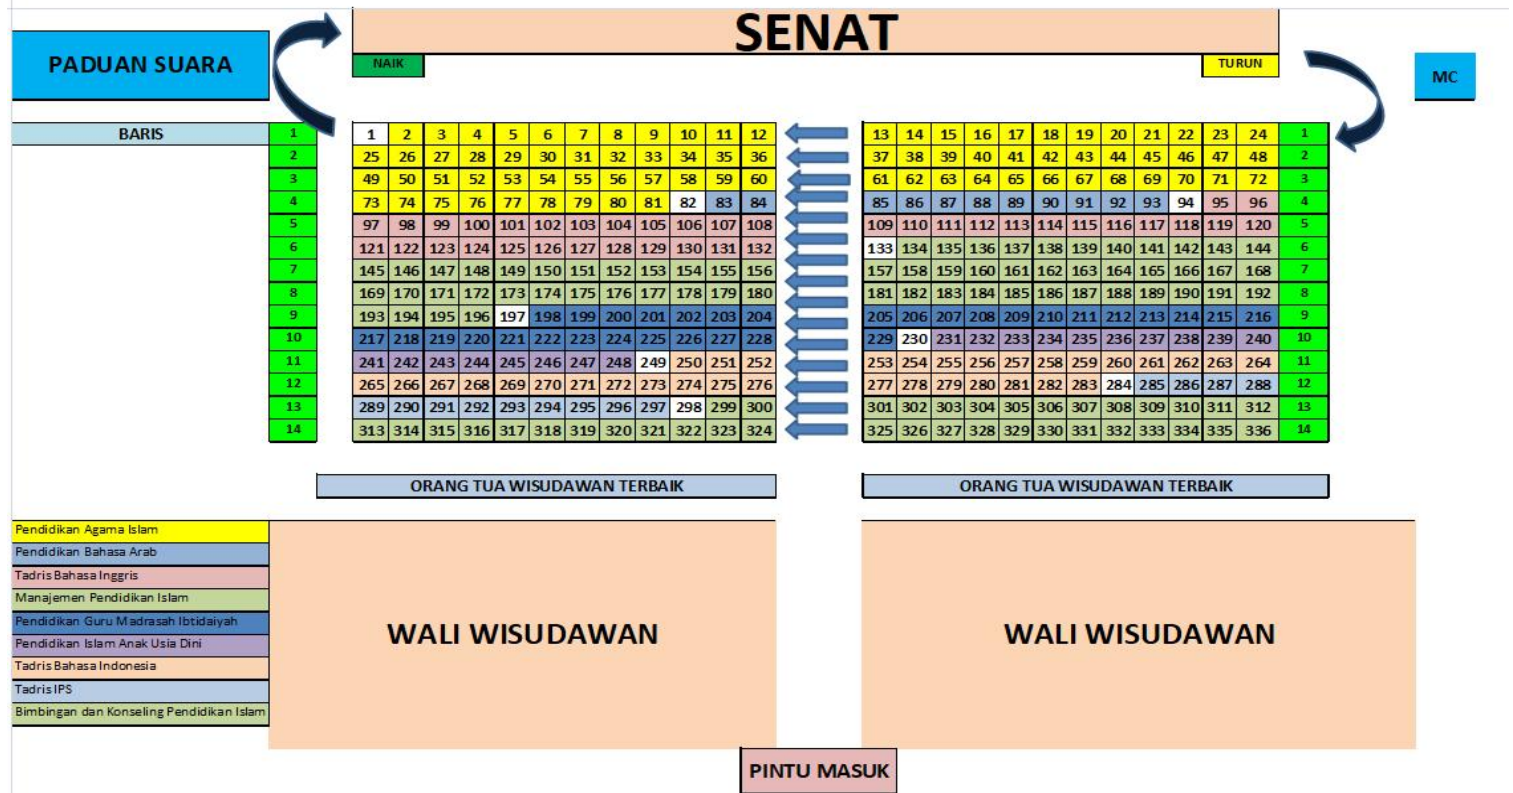 SENAT
PADUAN SUARA
NAIK
TURUN
MC
BARIS
1 1 2 3 4 5 6 7 8 9 10 11 12 13 14 15 16 17 18 19 20 21 22 23 24 1
2 25 26 27 28 29 30 31 32 33 34 35 36 37 38 39 40 41 42 43 44 45 46 47 48 2
3 49 50 51 52 53 54 55 56 57 58 59 60 61 62 63 64 65 66 67 68 69 70 71 72 3
4 73 74 75 76 77 78 79 80 81 82 83 84 85 86 87 88 89 90 91 92 93 94 95 96 4
5 97 98 99 100 101 102 103 104 105 106 107 108 109 110 111 112 113 114 115 116 117 118 119 120 5
6 121 122 123 124 125 126 127 128 129 130 131 132 133 134 135 136 137 138 139 140 141 142 143 144 6
7 145 146 147 148 149 150 151 152 153 154 155 156 157 158 159 160 161 162 163 164 165 166 167 168 7
8 169 170 171 172 173 174 175 176 177 178 179 180 181 182 183 184 185 186 187 188 189 190 191 192 8
9 193 194 195 196 197 198 199 200 201 202 203 204 205 206 207 208 209 210 211 212 213 214 215 216 9
10 217 218 219 220 221 222 223 224 225 226 227 228 229 230 231 232 233 234 235 236 237 238 239 240 10
11 241 242 243 244 245 246 247 248 249 250 251 252 253 254 255 256 257 258 259 260 261 262 263 264 11
12 265 266 267 268 269 270 271 272 273 274 275 276 277 278 279 280 281 282 283 284 285 286 287 288 12
13 289 290 291 292 293 294 295 296 297 298 299 300 301 302 303 304 305 306 307 308 309 310 311 312 13
14 313 314 315 316 317 318 319 320 321 322 323 324 325 326 327 328 329 330 331 332 333 334 335 336 14
ORANG TUA WISUDAWAN TERBAIK
ORANG TUA WISUDAWAN TERBAIK
Pendidikan Agama Islam
Pendidikan Bahasa Arab
Tadris Bahasa Inggris
Manajemen Pendidikan Islam
Pendidikan Guru Madrasah Ibtidaiyah
Pendidikan Islam Anak Usia Dini
Tadris Bahasa Indonesia
Tadris IPS
Bimbingan dan Konseling Pendidikan Islam
WALI WISUDAWAN
WALI WISUDAWAN
PINTU MASUK